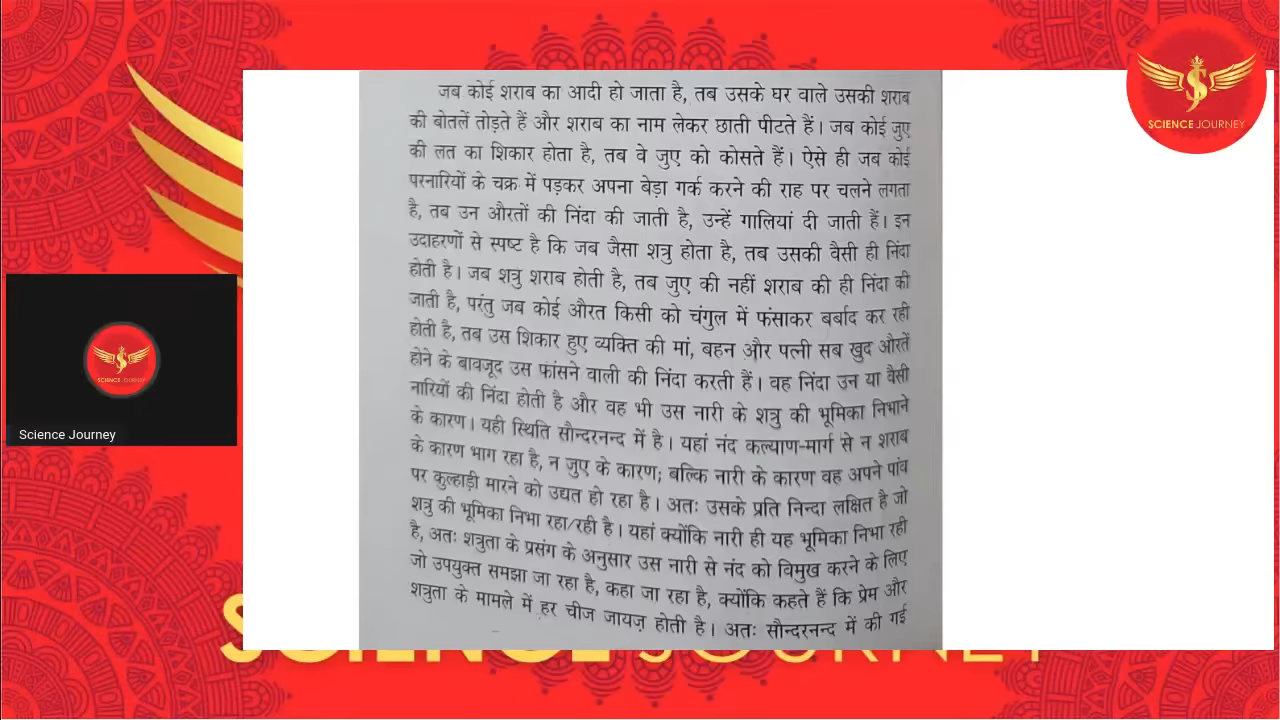 जब कोई शराब का आदी हो जाता है, तब उसके घर वाले उसकी शराब
की बोतलें तोड़ते हैं और शराब का नाम लेकर छाती पीटते हैं। जब कोई जुए
की लत का शिकार होता है, तब वे जुए को कोसते हैं। ऐसे ही जब कोई
परनारियों के चक्र में पड़कर अपना बेड़ा गर्क करने की राह पर चलने लगता
है, तब उन औरतों की निंदा की जाती है, उन्हें गालियां दी जाती हैं। इन
उदाहरणों से स्पष्ट है कि जब जैसा शत्रु होता है, तब उसकी वैसी ही निंदा
होती है। जब शत्रु शराब होती है, तब जुए की नहीं शराब की ही निंदा की
जाती है, परंतु जब कोई औरत किसी को चंगुल में फंसाकर बर्बाद कर रही
होती है, तब उस शिकार हुए व्यक्ति की मां, बहन और पत्नी सब खुद औरतें
होने के बावजूद उस फांसने वाली की निंदा करती हैं। वह निंदा उन या वैसी
नारियों की निंदा होती है और वह भी उस नारी के शत्रु की भूमिका निभाने
के कारण। यही स्थिति सौन्दरनन्द में है। यहां नंद कल्याण-मार्ग से न शराब
के कारण भाग रहा है, न जुए के कारण; बल्कि नारी के कारण वह अपने पांव
पर कुल्हाड़ी मारने को उद्यत हो रहा है। अतः उसके प्रति निन्दा लक्षित है जो
शत्रु की भूमिका निभा रहा/रही है। यहां क्योंकि नारी ही यह भूमिका निभा रही
है, अतः शत्रुता के प्रसंग के अनुसार उस नारी से नंद को विमुख करने के लिए
जो उपयुक्त समझा जा रहा है, कहा जा रहा है, क्योंकि कहते हैं कि प्रेम और
शत्रुता के मामले में हर चीज जायज़ होती है। अतः सौन्दरनन्द में की गई
SCIENCE JOURNEY
SCIENCE JOURNEY
Science Journey
SCIENCE JOURNEY